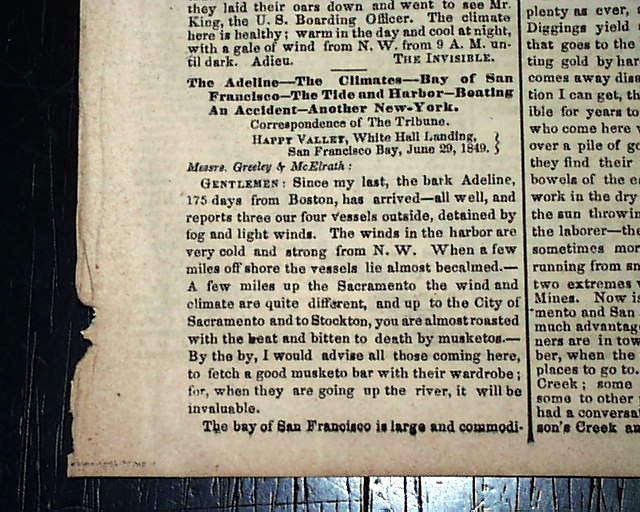 they laid their oars down and went to see Mr.
King, the U. S. Boarding Officer. The climate
here is healthy; warm in the day and cool at night,
with a gale of wind from N. W. from 9 A. M. un-
til dark. Adieu. THE INVISIBLE.
The Adeline—The Climates—Bay of San
Francisco—The Tide and Harbor—Boating
An Accident—Another New-York.
Correspondence of The Tribune.
HAPPY VALLEY, White Hall Landing,
San Francisco Bay, June 29, 1849.
Messrs. Greeley & McElrath:
GENTLEMEN: Since my last, the bark Adeline,
175 days from Boston, has arrived—all well, and
reports three our four vessels outside, detained by
fog and light winds. The winds in the harbor are
very cold and strong from N. W. When a few
miles off shore the vessels lie almost becalmed.—
A few miles up the Sacramento the wind and
climate are quite different, and up to the City of
Sacramento and to Stockton, you are almost roasted
with the heat and bitten to death by musketos.—
By the by, I would advise all those coming here,
to fetch a good musketo bar with their wardrobe;
for, when they are going up the river, it will be
invaluable.
The bay of San Francisco is large and commodi-
plenty as ever,
Diggings yield
that goes to the
ting gold by har
comes away dise
tion I can get, th
ible for years to
who come here
over a pile of go
they find their
bowels of the e
work in the dry
the sun throwin
the laborer—the
sometimes mor
running from sn
two extremes
Mines. Now is
mento and San
much advantag
ners are in tow
ber, when the
places to go to.
Creek; some
some to other
had a conversa
son's Creek an